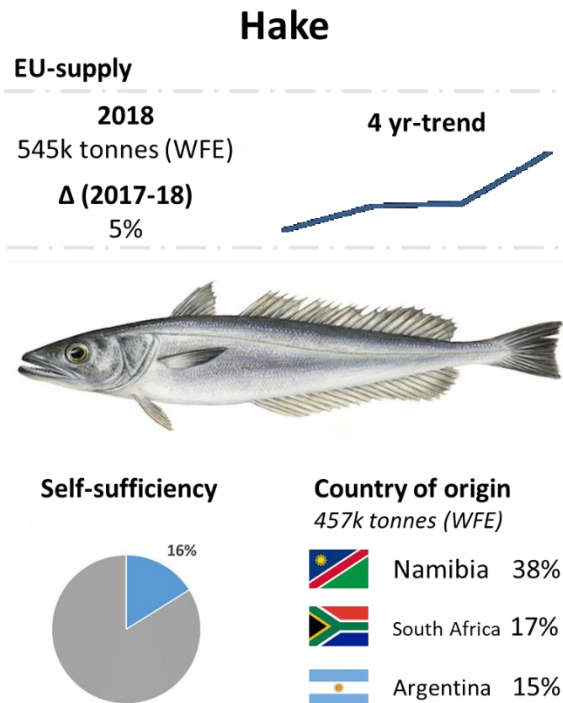 Hake
EU-supply
2018
545k tonnes (WFE)
Δ (2017-18)
5%
4 yr-trend
Self-sufficiency
16%
Country of origin
457k tonnes (WFE)
Namibia 38%
South Africa 17%
Argentina 15%